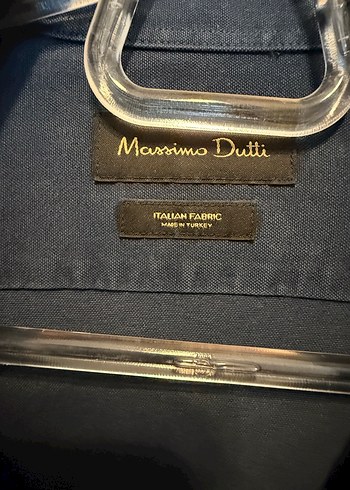 Massimo Dutti
ITALIAN FABRIC
MADE IN TURKEY